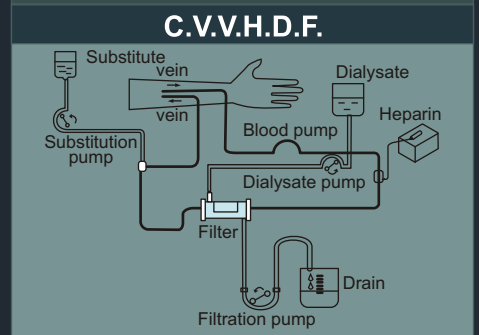 C.V.V.H.D.F.
Substitute
vein
Dialysate
vein
Heparin
Blood pump
Substitution
pump
Dialysate pump
Filter
Drain
Filtration pump